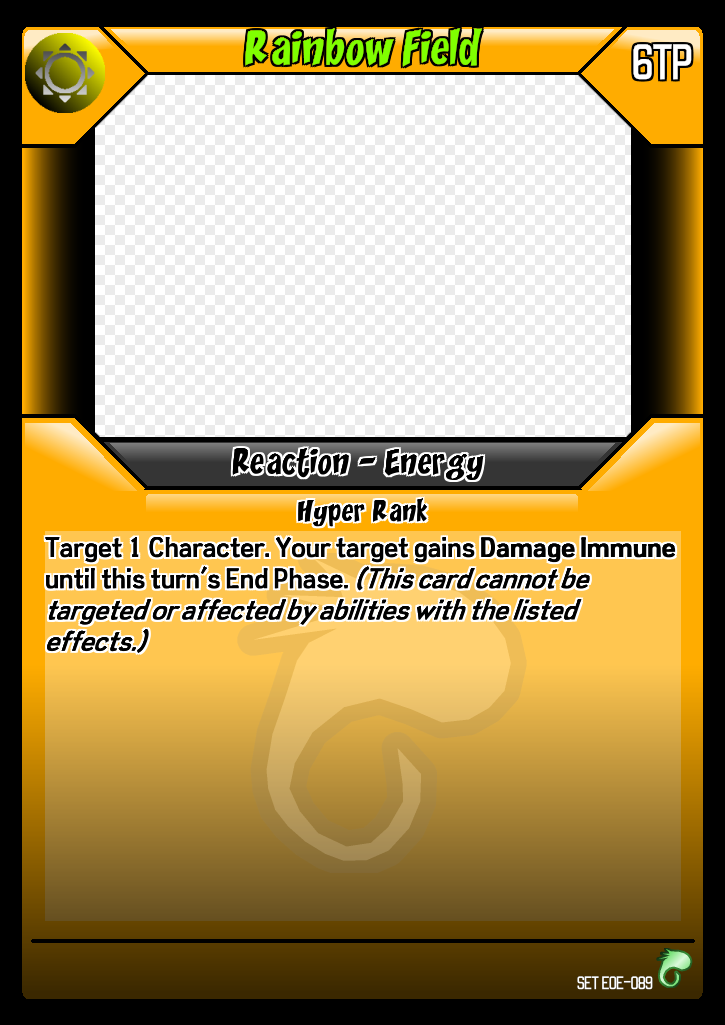 Rainbow Field
6TP
Reaction - Energy
Hyper Rank
Target 1 Character. Your target gains Damage Immune
until this turn's End Phase. (This card cannot be
targeted or affected by abilities with the listed
effects.)
SET EOE-089